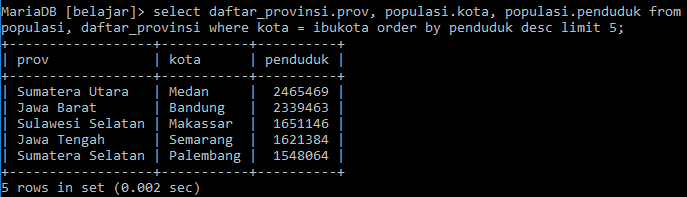 MariaDB [belajar]> select daftar_provinsi.prov, populasi.kota, populasi.penduduk from
populasi, daftar_provinsi where kota = ibukota order by penduduk desc limit 5;
+------------------+-----------+----------+
| prov             | kota      | penduduk |
+------------------+-----------+----------+
| Sumatera Utara   | Medan     |  2465469 |
| Jawa Barat       | Bandung   |  2339463 |
| Sulawesi Selatan | Makassar  |  1651146 |
| Jawa Tengah      | Semarang  |  1621384 |
| Sumatera Selatan | Palembang |  1548064 |
+------------------+-----------+----------+
5 rows in set (0.002 sec)